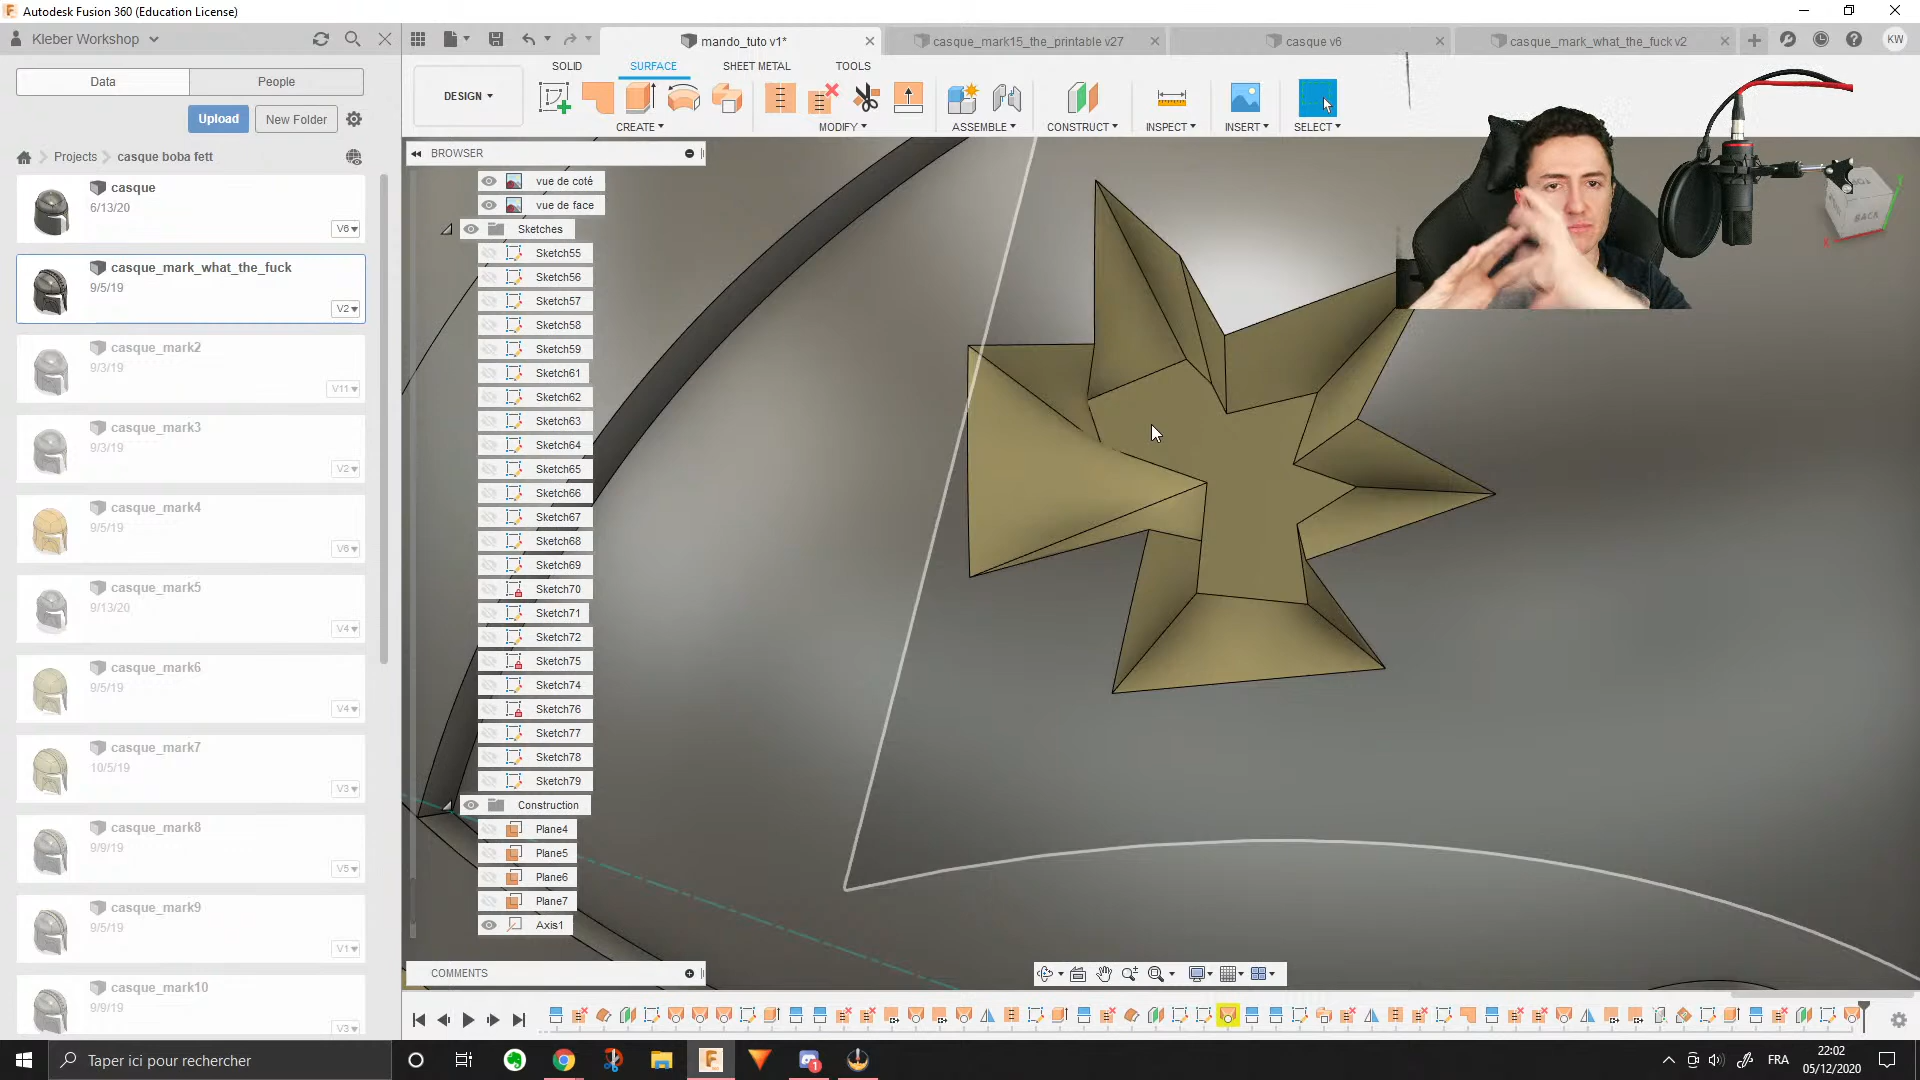 Autodesk Fusion 360 (Education License)
Kleber Workshop
mando_tuto v1*
casque_mark15_the_printable v27
casque v6
casque_mark_what_the_fuck v2
KW
Data
People
SOLID
SURFACE
SHEET METAL
TOOLS
DESIGN
Upload
New Folder
CREATE
MODIFY
ASSEMBLE
CONSTRUCT
INSPECT
INSERT
SELECT
Projects
casque boba fett
BROWSER
casque
6/13/20
V6
casque_mark_what_the_fuck
9/5/19
V2
casque_mark2
9/3/19
V11
casque_mark3
9/3/19
V2
casque_mark4
9/5/19
V6
casque_mark5
9/13/20
V4
casque_mark6
9/5/19
V4
casque_mark7
10/5/19
V3
casque_mark8
9/9/19
V5
casque_mark9
9/5/19
V1
casque_mark10
9/9/19
V3
vue de coté
vue de face
Sketches
Sketch55
Sketch56
Sketch57
Sketch58
Sketch59
Sketch61
Sketch62
Sketch63
Sketch64
Sketch65
Sketch66
Sketch67
Sketch68
Sketch69
Sketch70
Sketch71
Sketch72
Sketch75
Sketch74
Sketch76
Sketch77
Sketch78
Sketch79
Construction
Plane4
Plane5
Plane6
Plane7
Axis1
BACK
X
Y
COMMENTS
Taper ici pour rechercher
1
FRA
22:02
05/12/2020